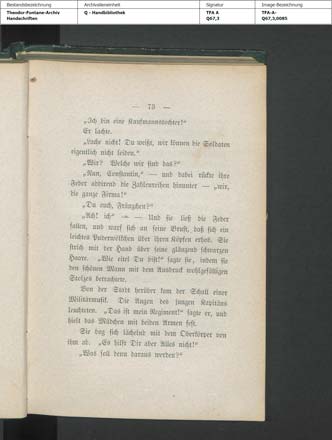 Bestandsbezeichnung
Archivalieneinheit
Signatur
Image-Bezeichnung
Theodor-Fontane-Archiv
Handschriften
Q - Handbibliothek
TFA A
Q67,3
TFA-A-
Q67,3,0085
— 73 —
„Ich bin eine Kaufmannstochter!“
Er lachte.
„Lache nicht! Du weißt, wir können die Soldaten
eigentlich nicht leiden.“
„Wir? Welche wir sind das?“
„Nun, Constantin,“ — und dabei rückte ihre
Feder addirend die Zahlenreihen hinunter — „wir,
die ganze Firma!“
„Du auch, Fränzchen?“
„Ach! ich“ — — Und sie ließ die Feder
fallen, und warf sich an seine Brust, daß sich ein
leichtes Puderwölkchen über ihren Köpfen erhob. Sie
strich mit der Hand über seine glänzend schwarzen
Haare. „Wie eitel Du bist!“ sagte sie, indem sie
den schönen Mann mit dem Ausdruck wohlgefälligen
Stolzes betrachtete.
Von der Stadt herüber kam der Schall einer
Militärmusik. Die Augen des jungen Kapitäns
leuchteten. „Das ist mein Regiment!“ sagte er, und
hielt das Mädchen mit beiden Armen fest.
Sie bog sich lächelnd mit dem Oberkörper von
ihm ab. „Es hilft Dir aber Alles nicht!“
„Was soll denn daraus werden?“